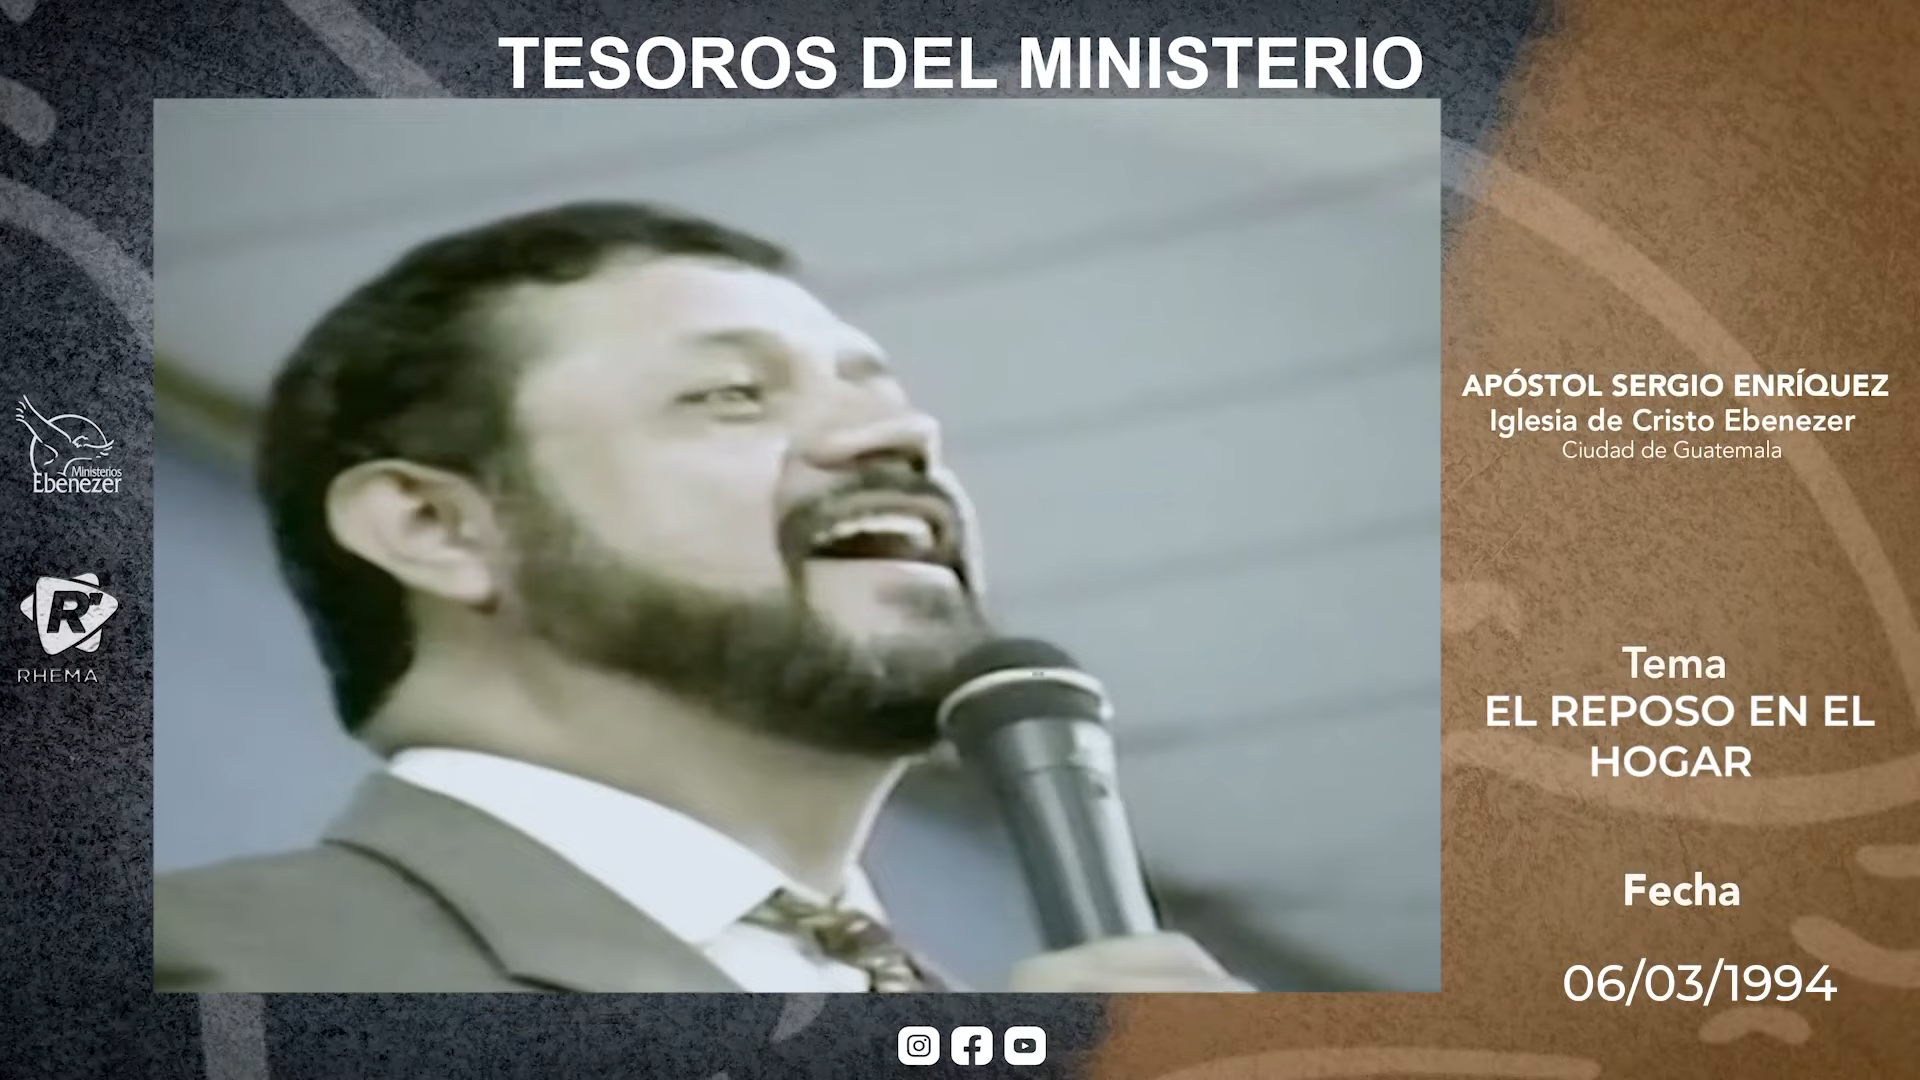 TESOROS DEL MINISTERIO
APÓSTOL SERGIO ENRÍQUEZ
Iglesia de Cristo Ebenezer
Ciudad de Guatemala
Ministerios
Ebenezer
R
RHEMA
Tema
EL REPOSO EN EL
HOGAR
Fecha
06/03/1994